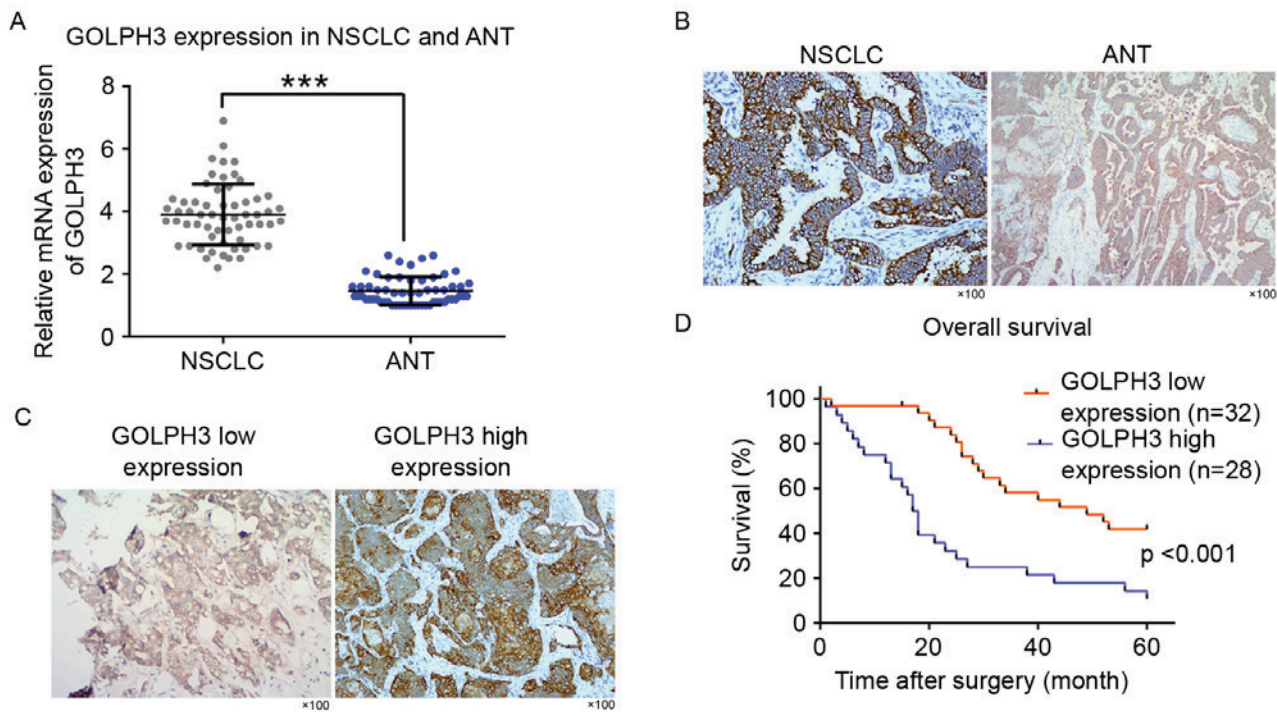 A
GOLPH3 expression in NSCLC and ANT
Relative mRNA expression
of GOLPH3
8
6
4
2
0
***
NSCLC
ANT
B
NSCLC
ANT
×100
×100
C
GOLPH3 low
expression
GOLPH3 high
expression
×100
×100
D
Overall survival
Survival (%)
100
80
60
40
20
0
GOLPH3 low
expression (n=32)
GOLPH3 high
expression (n=28)
p <0.001
0
20
40
60
Time after surgery (month)